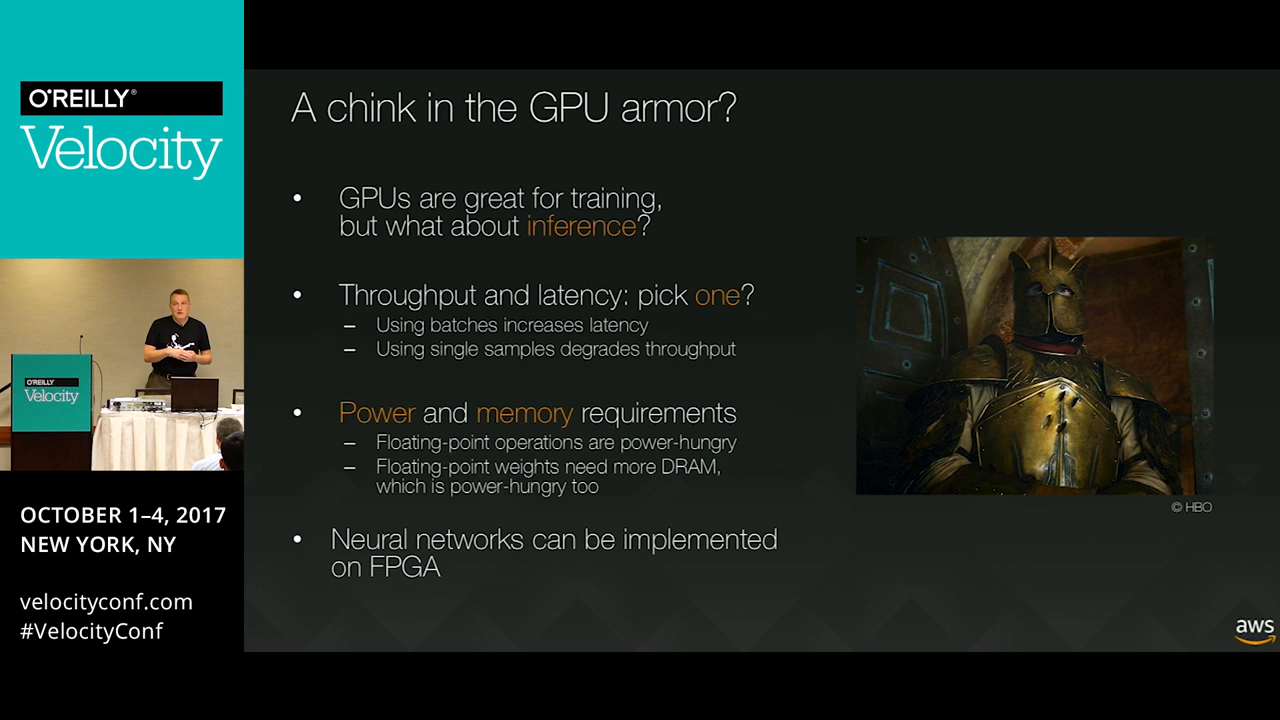 O'REILLY®
Velocity
O'REILLY
Velocity
OCTOBER 1–4, 2017
NEW YORK, NY
velocityconf.com
#VelocityConf
A chink in the GPU armor?
• GPUs are great for training,
but what about inference?
• Throughput and latency: pick one?
– Using batches increases latency
– Using single samples degrades throughput
• Power and memory requirements
– Floating-point operations are power-hungry
– Floating-point weights need more DRAM,
which is power-hungry too
• Neural networks can be implemented
on FPGA
© HBO
aws